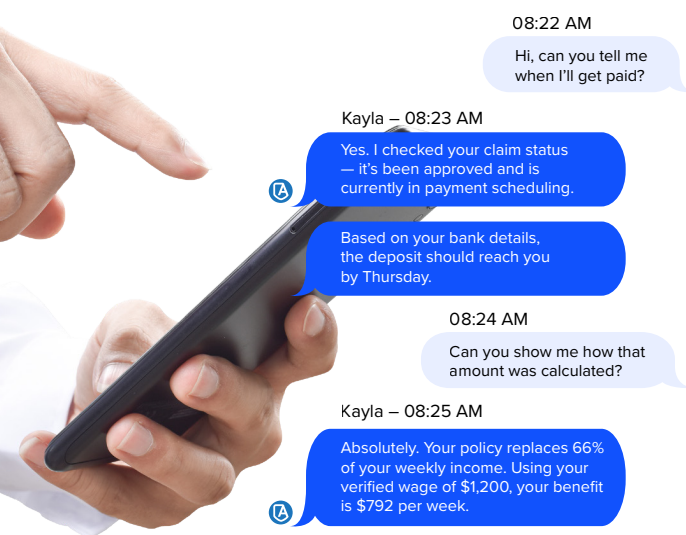 08:22 AM
Hi, can you tell me
when I'll get paid?
Kayla – 08:23 AM
Yes. I checked your claim status
— it's been approved and is
currently in payment scheduling.
Based on your bank details,
the deposit should reach you
by Thursday.
08:24 AM
Can you show me how that
amount was calculated?
Kayla – 08:25 AM
Absolutely. Your policy replaces 66%
of your weekly income. Using your
verified wage of $1,200, your benefit
is $792 per week.